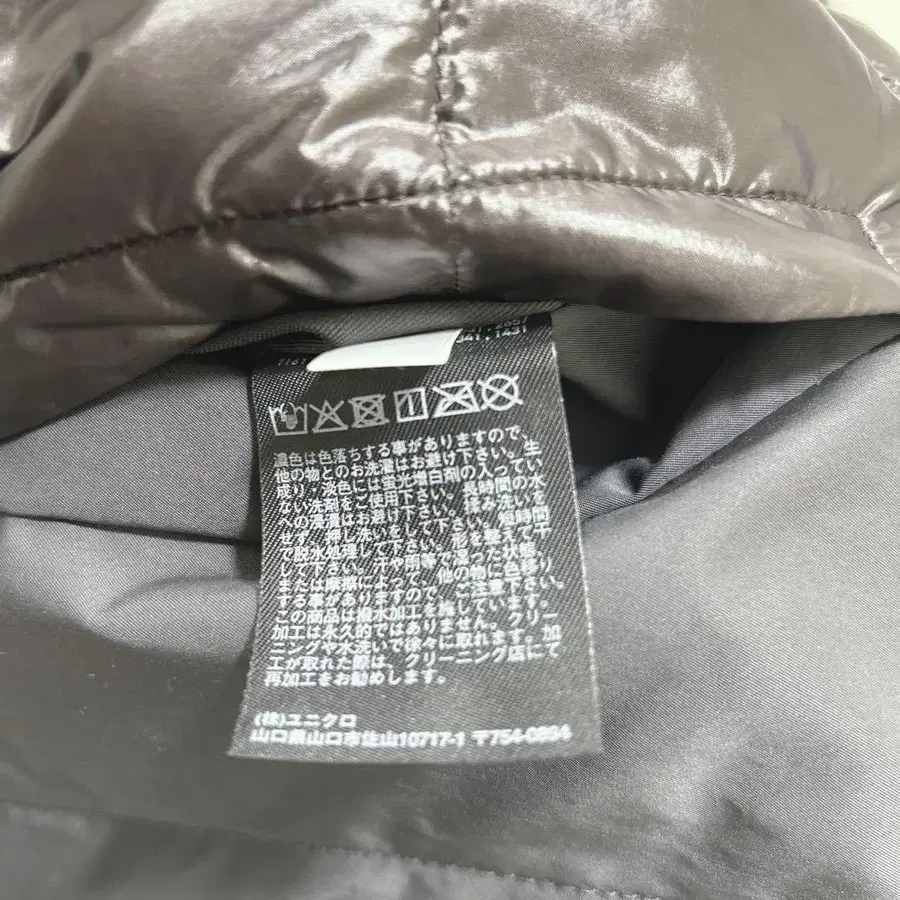 341.1431
濃色は色落ちする事がありますので、
他の物とのお洗濯はお避け下さい。生
成り・淡色には蛍光増白剤の入ってい
ない洗剤をご使用下さい。長時間の水
への浸漬はお避け下さい。揉み洗いを
せず、押し洗いをして下さい。短時間
で脱水処理して下さい。形を整えて干
して下さい。汗や雨等で湿った状態、
または摩擦によって、他の物に色移り
する事がありますので、ご注意下さい。
この商品は撥水加工を施しています。
加工は永久的ではありません。クリー
ニングや水洗いで徐々に取れます。加
工が取れた際は、クリーニング店にて
再加工をお勧めします。
(株)ユニクロ
山口県山口市佐山10717-1 〒754-0894